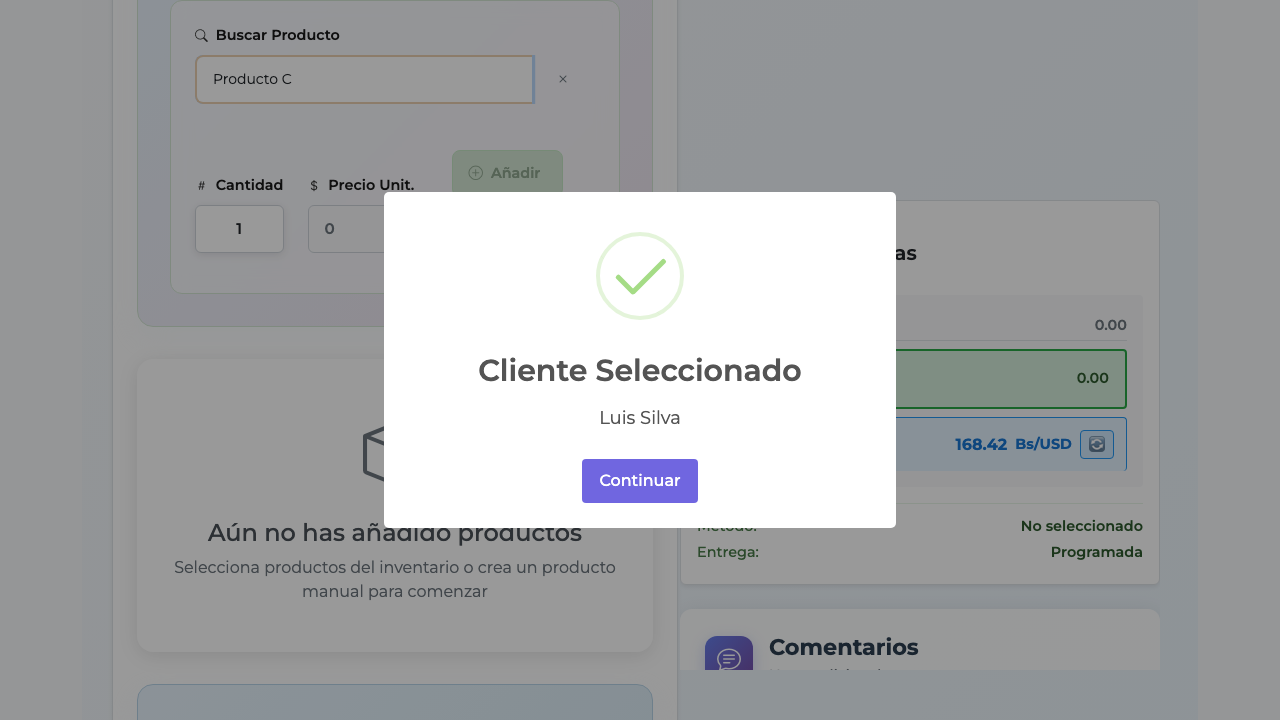 Buscar Producto
Producto C
×
# Cantidad
$ Precio Unit.
Añadir
1
0
Cliente Seleccionado
Luis Silva
Continuar
Aún no has añadido productos
Selecciona productos del inventario o crea un producto
manual para comenzar
as
0.00
0.00
168.42 Bs/USD
Método: No seleccionado
Entrega: Programada
Comentarios